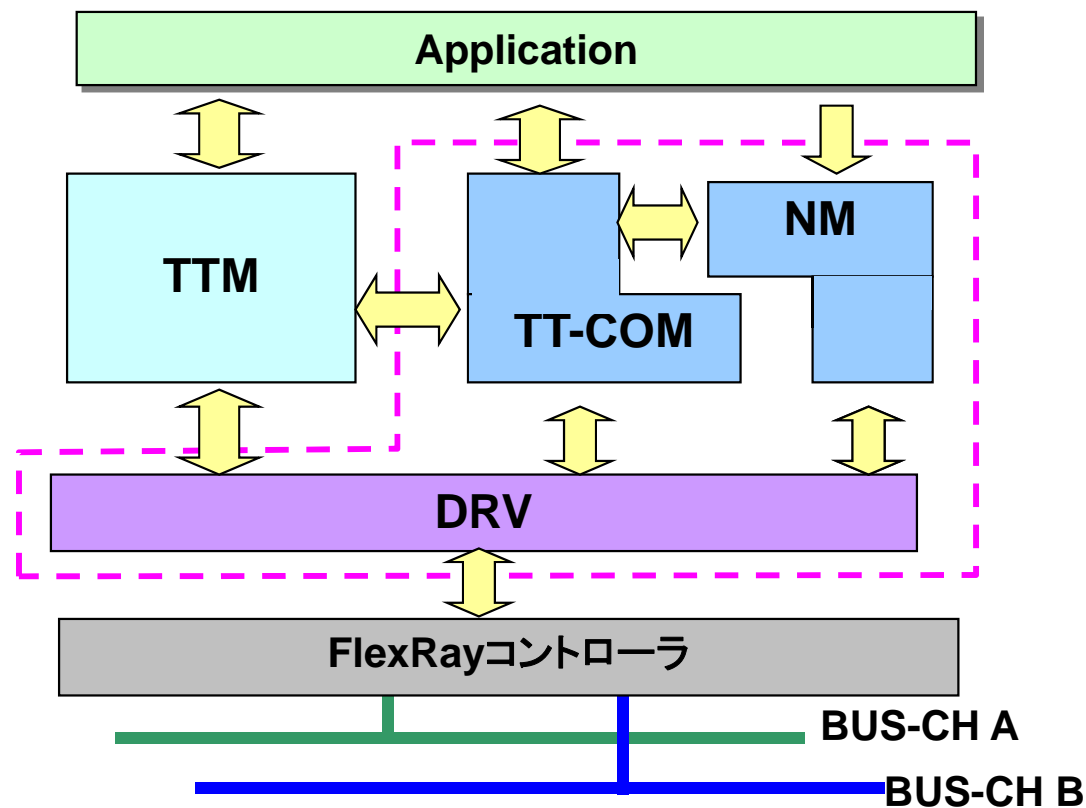 Application
TTM
NM
TT-COM
DRV
FlexRayコントローラ
BUS-CH A
BUS-CH B